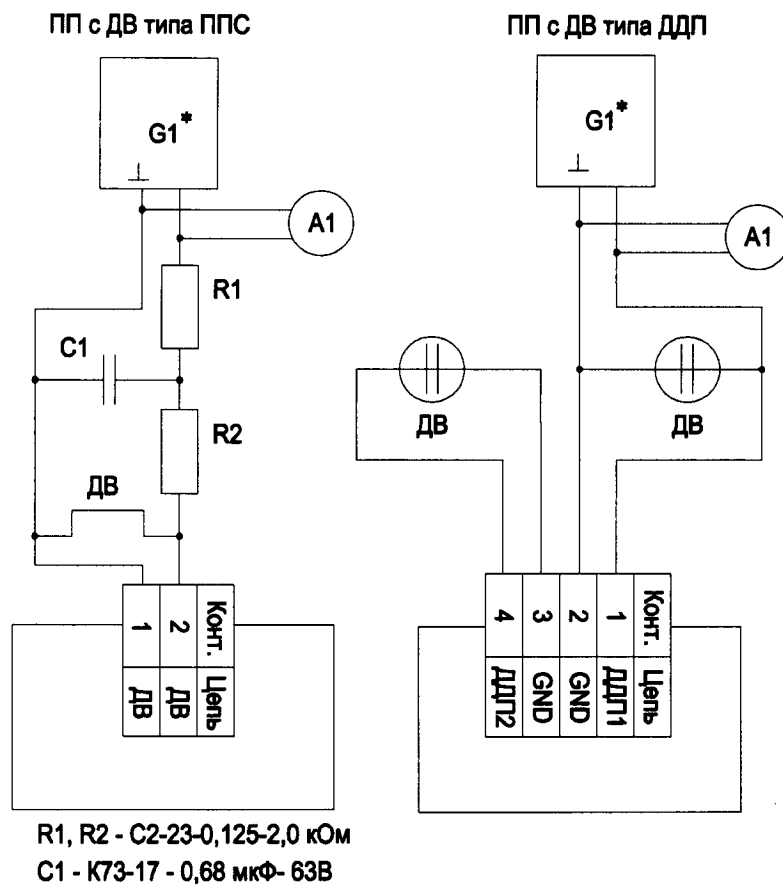 ПП с ДВ типа ППС
G1*
A1
R1
C1
R2
ДВ
1
2
Конт.
ДВ
ДВ
Цепь
R1, R2 - С2-23-0,125-2,0 кОм
С1 - К73-17 - 0,68 мкФ- 63В
ПП с ДВ типа ДДП
G1*
A1
ДВ
ДВ
4
3
2
1
Конт.
ДДП2
GND
GND
ДДП1
Цепь